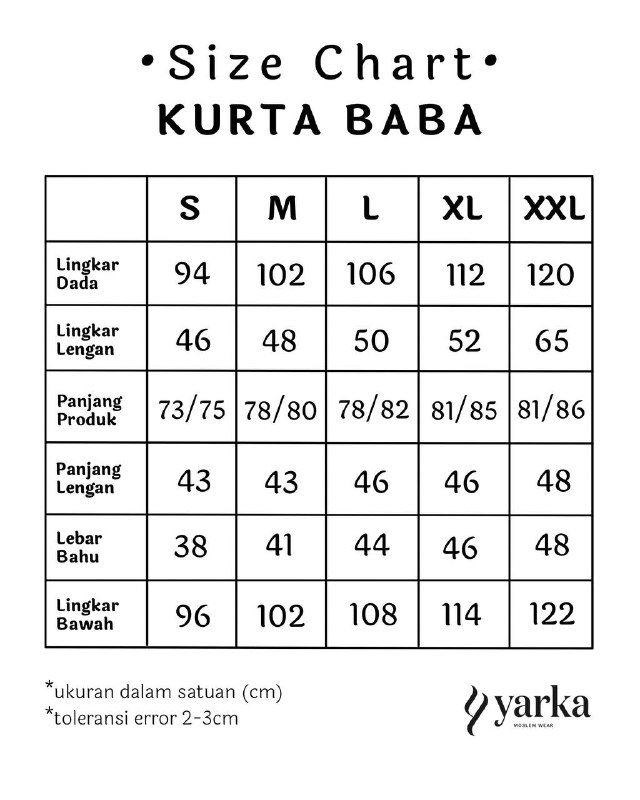 •Size Chart•
KURTA BABA
S M L XL XXL
Lingkar
Dada
94 102 106 112 120
Lingkar
Lengan
46 48 50 52 65
Panjang
Produk
73/75 78/80 78/82 81/85 81/86
Panjang
Lengan
43 43 46 46 48
Lebar
Bahu
38 41 44 46 48
Lingkar
Bawah
96 102 108 114 122
*ukuran dalam satuan (cm)
*toleransi error 2-3cm
yarka
MOSLEM WEAR